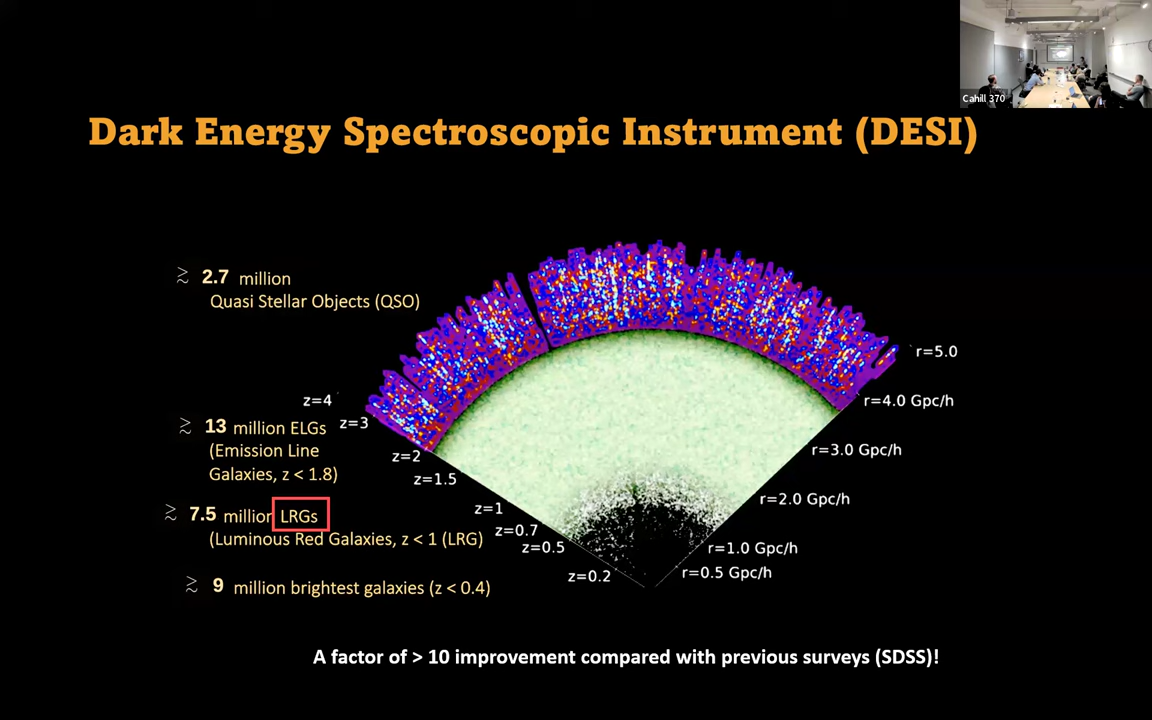 Cahill 370
Dark Energy Spectroscopic Instrument (DESI)
≳ 2.7 million
Quasi Stellar Objects (QSO)
≳ 13 million ELGs
(Emission Line
Galaxies, z < 1.8)
≳ 7.5 million LRGs
(Luminous Red Galaxies, z < 1 (LRG)
≳ 9 million brightest galaxies (z < 0.4)
z=4
z=3
z=2
z=1.5
z=1
z=0.7
z=0.5
z=0.2
r=5.0
r=4.0 Gpc/h
r=3.0 Gpc/h
r=2.0 Gpc/h
r=1.0 Gpc/h
r=0.5 Gpc/h
A factor of > 10 improvement compared with previous surveys (SDSS)!